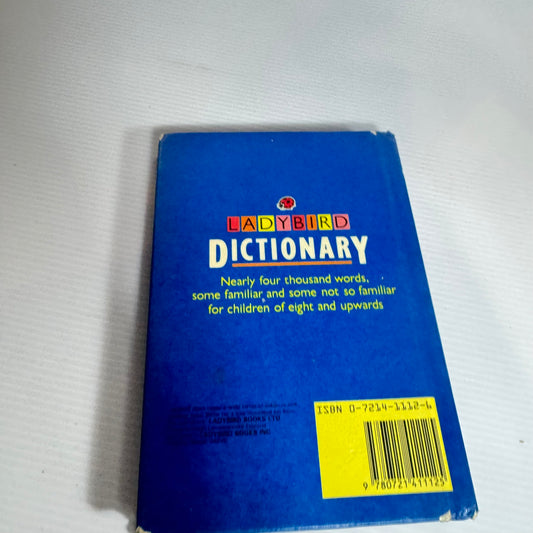 LADYBIRD
DICTIONARY
Nearly four thousand words,
some familiar and some not so familiar
for children of eight and upwards
LADYBIRD BOOKS LTD
LADYBIRD BOOKS INC
ISBN 0-7214-1112-6
9 780721 411125